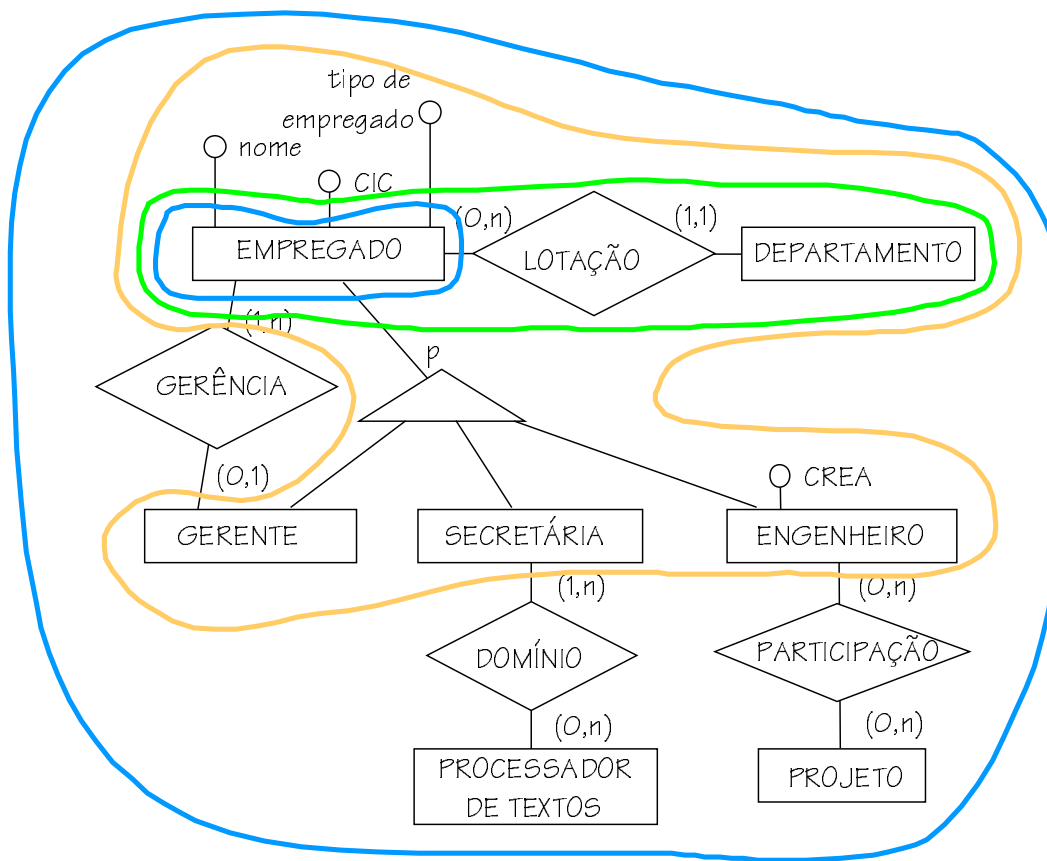 tipo de
empregado
nome
CIC
(0,n)
(1,1)
EMPREGADO
LOTAÇÃO
DEPARTAMENTO
(1,n)
p
GERÊNCIA
(0,1)
CREA
GERENTE
SECRETÁRIA
ENGENHEIRO
(1,n)
(0,n)
DOMÍNIO
PARTICIPAÇÃO
(0,n)
(0,n)
PROCESSADOR
DE TEXTOS
PROJETO